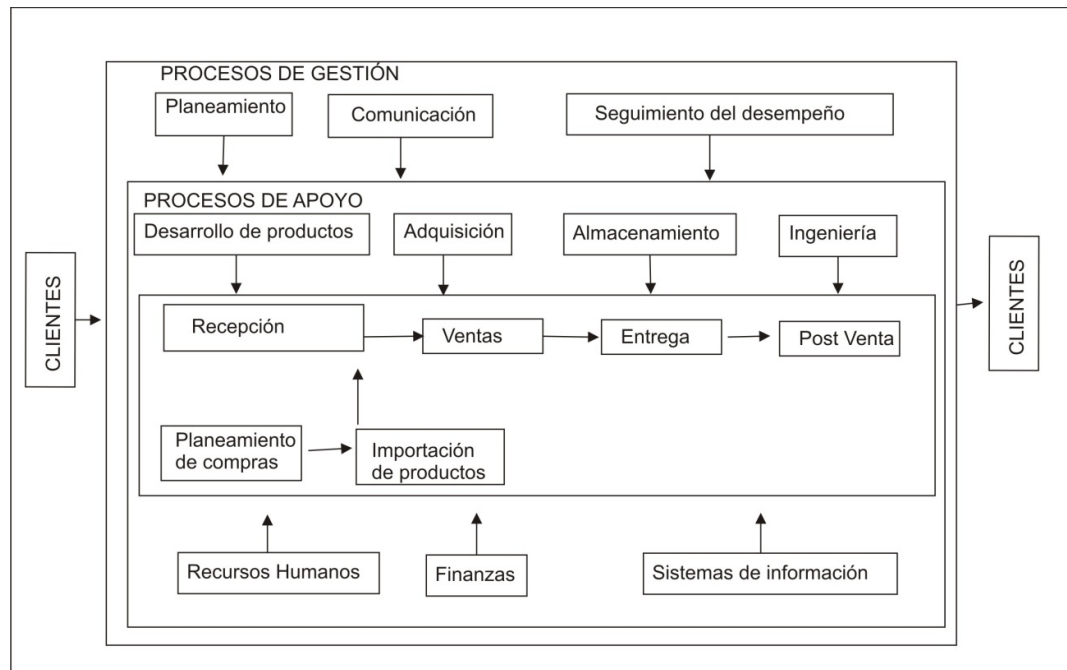 PROCESOS DE GESTIÓN
Planeamiento
Comunicación
Seguimiento del desempeño
PROCESOS DE APOYO
Desarrollo de productos
Adquisición
Almacenamiento
Ingeniería
CLIENTES
CLIENTES
Recepción
Ventas
Entrega
Post Venta
Planeamiento
de compras
Importación
de productos
Recursos Humanos
Finanzas
Sistemas de información